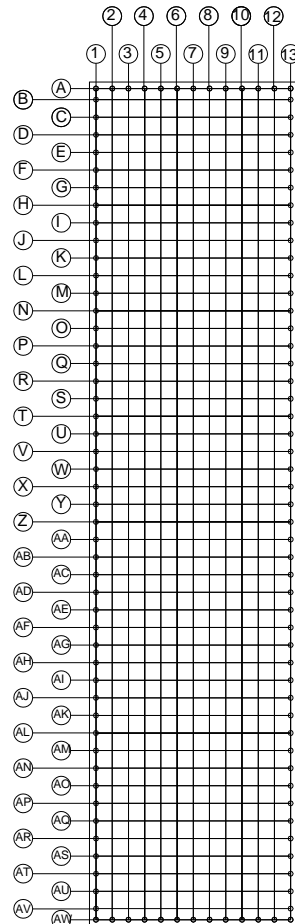 2 4 6 8 10 12
1 3 5 7 9 11 13
A
B
C
D
E
F
G
H
I
J
K
L
M
N
O
P
Q
R
S
T
U
V
W
X
Y
Z
AA
AB
AC
AD
AE
AF
AG
AH
AI
AJ
AK
AL
AM
AN
AO
AP
AQ
AR
AS
AT
AU
AV
AW